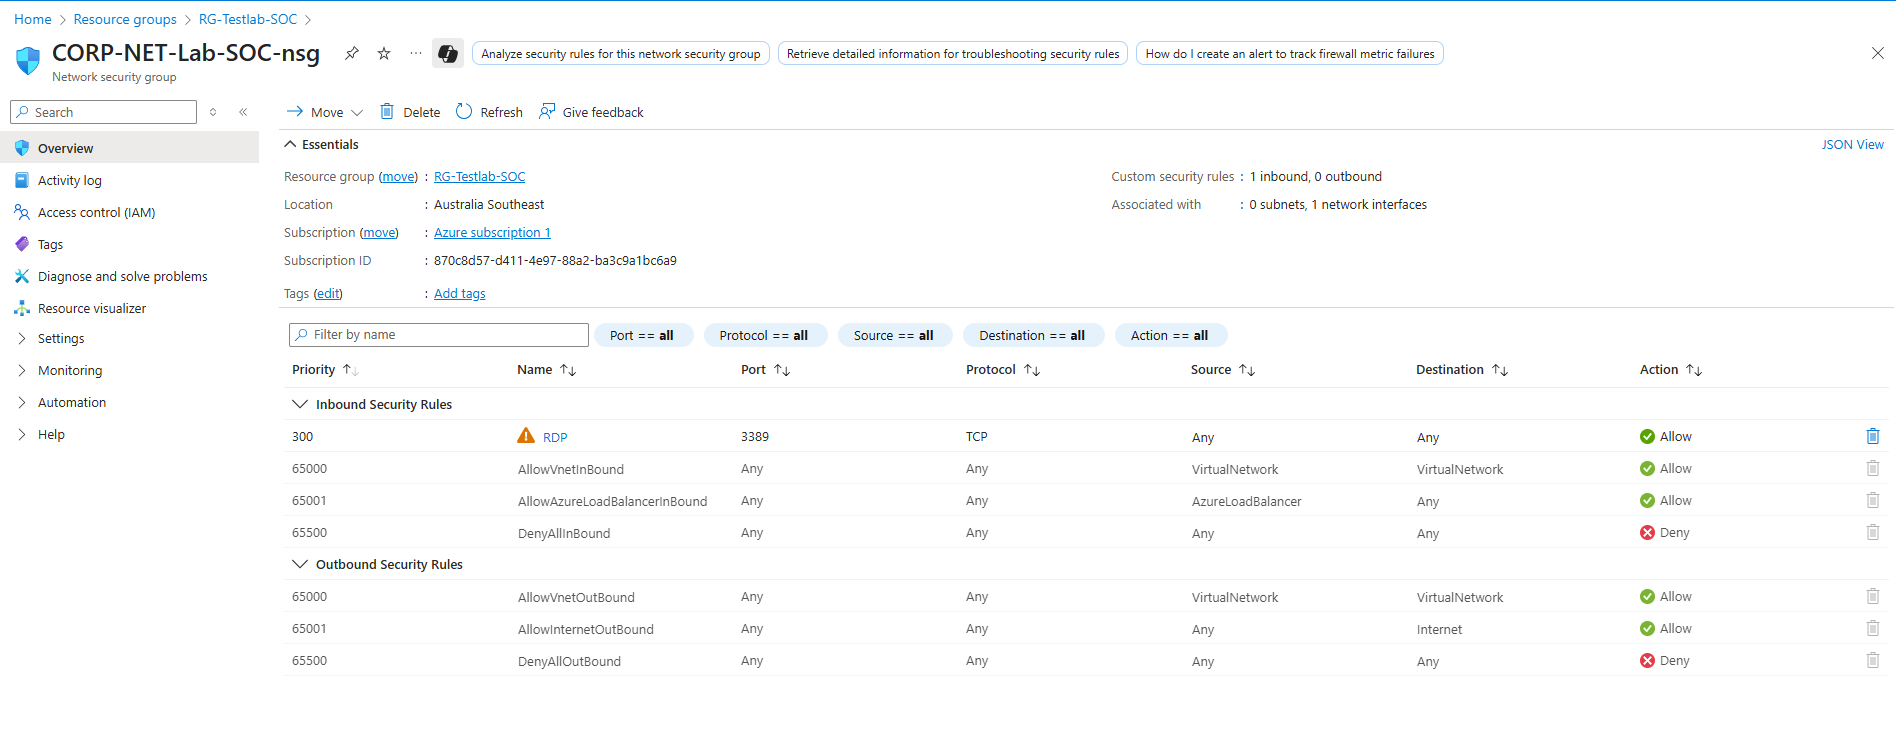 Home > Resource groups > RG-Testlab-SOC >
CORP-NET-Lab-SOC-nsg
Analyze security rules for this network security group
Retrieve detailed information for troubleshooting security rules
How do I create an alert to track firewall metric failures
Network security group
Search
Move
Delete
Refresh
Give feedback
Overview
Activity log
Access control (IAM)
Tags
Diagnose and solve problems
Resource visualizer
Settings
Monitoring
Automation
Help
Essentials
JSON View
Resource group (move) : RG-Testlab-SOC
Location : Australia Southeast
Subscription (move) : Azure subscription 1
Subscription ID : 870c8d57-d411-4e97-88a2-ba3c9a1bc6a9
Tags (edit) : Add tags
Custom security rules : 1 inbound, 0 outbound
Associated with : 0 subnets, 1 network interfaces
Filter by name
Port == all
Protocol == all
Source == all
Destination == all
Action == all
Priority ↑↓ Name ↑↓ Port ↑↓ Protocol ↑↓ Source ↑↓ Destination ↑↓ Action ↑↓
Inbound Security Rules
300 RDP 3389 TCP Any Any Allow
65000 AllowVnetInBound Any Any VirtualNetwork VirtualNetwork Allow
65001 AllowAzureLoadBalancerInBound Any Any AzureLoadBalancer Any Allow
65500 DenyAllInBound Any Any Any Any Deny
Outbound Security Rules
65000 AllowVnetOutBound Any Any VirtualNetwork VirtualNetwork Allow
65001 AllowInternetOutBound Any Any Any Internet Allow
65500 DenyAllOutBound Any Any Any Any Deny